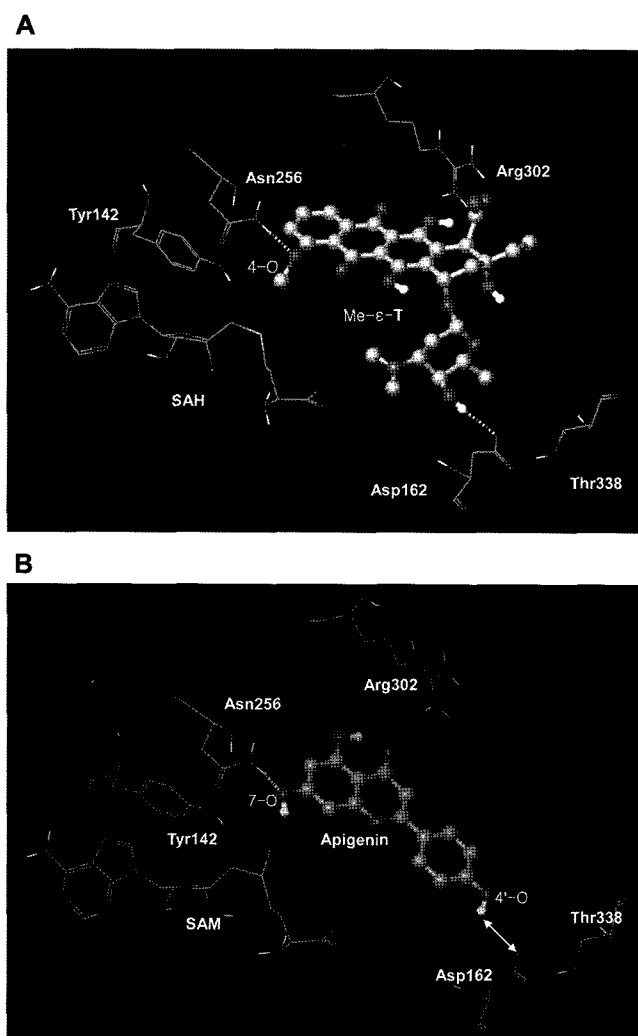 A
Arg302
Asn256
Tyr142
4-O
Me-ε-T
SAH
Asp162
Thr338
B
Arg302
Asn256
7-O
Tyr142
Apigenin
4'-O
SAM
Thr338
Asp162